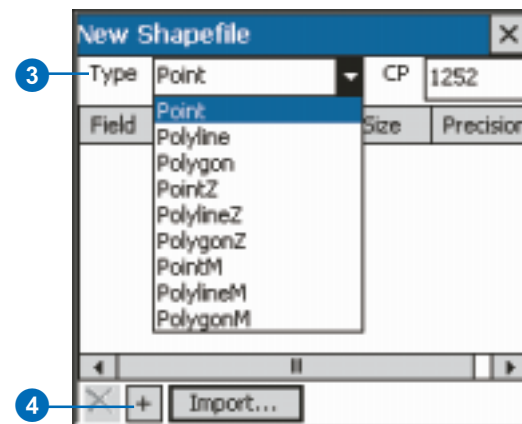 New Shapefile
3 Type Point CP 1252
Field Size Precision
Point
Polyline
Polygon
PointZ
PolylineZ
PolygonZ
PointM
PolylineM
PolygonM
4 + Import...